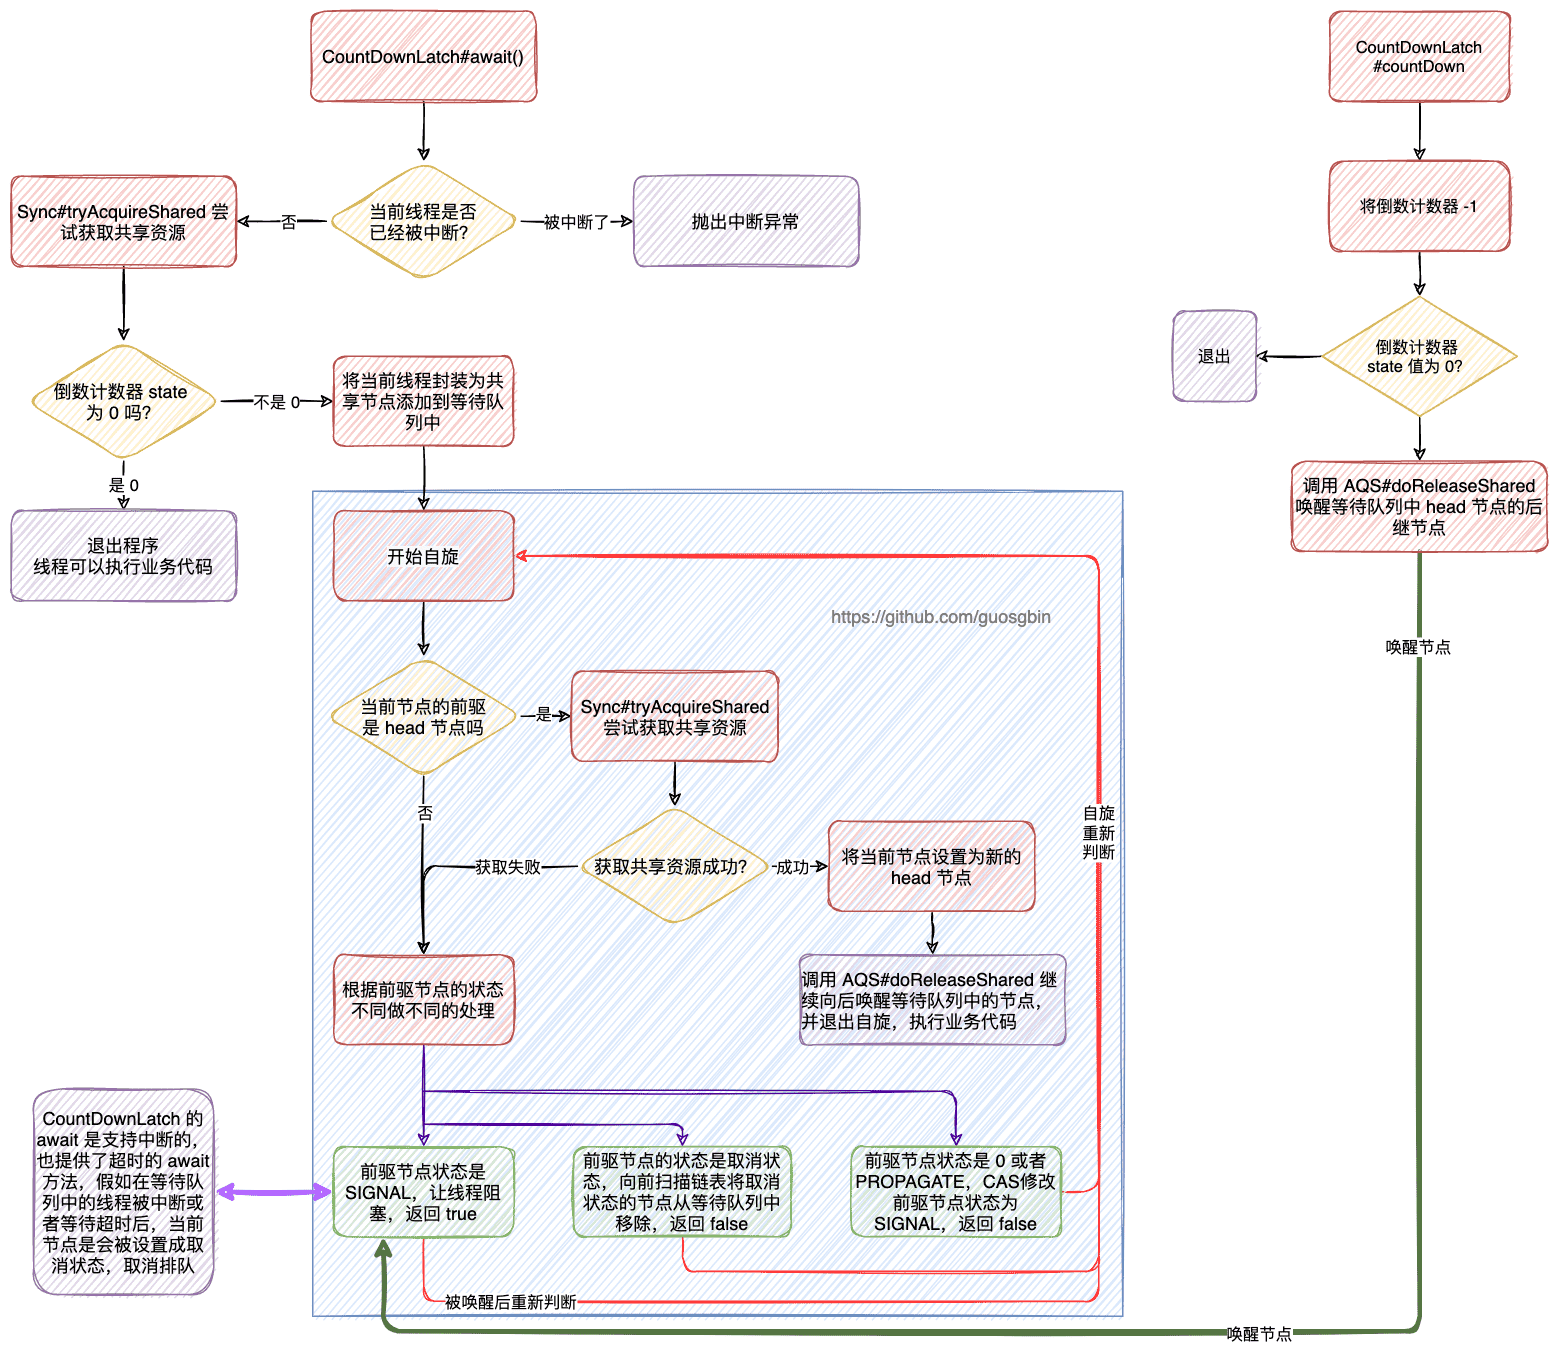 CountDownLatch#await()
CountDownLatch
#countDown
Sync#tryAcquireShared 尝
试获取共享资源
否
当前线程是否
已经被中断?
被中断了
抛出中断异常
将倒数计数器 -1
倒数计数器
state 值为 0?
退出
倒数计数器 state
为 0 吗?
不是 0
将当前线程封装为共
享节点添加到等待队
列中
是 0
退出程序
线程可以执行业务代码
调用 AQS#doReleaseShared
唤醒等待队列中 head 节点的后
继节点
开始自旋
https://github.com/guosgbin
唤醒节点
当前节点的前驱
是 head 节点吗
是
Sync#tryAcquireShared
尝试获取共享资源
否
自旋
重新
判断
获取失败
获取共享资源成功?
成功
将当前节点设置为新的
head 节点
根据前驱节点的状态
不同做不同的处理
调用 AQS#doReleaseShared 继
续向后唤醒等待队列中的节点，
并退出自旋，执行业务代码
CountDownLatch 的
await 是支持中断的，
也提供了超时的 await
方法，假如在等待队
列中的线程被中断或
者等待超时后，当前
节点是会被设置成取
消状态，取消排队
前驱节点状态是
SIGNAL，让线程阻
塞，返回 true
前驱节点的状态是取消状
态，向前扫描链表将取消
状态的节点从等待队列中
移除，返回 false
前驱节点状态是 0 或者
PROPAGATE，CAS修改
前驱节点状态为
SIGNAL，返回 false
被唤醒后重新判断
唤醒节点